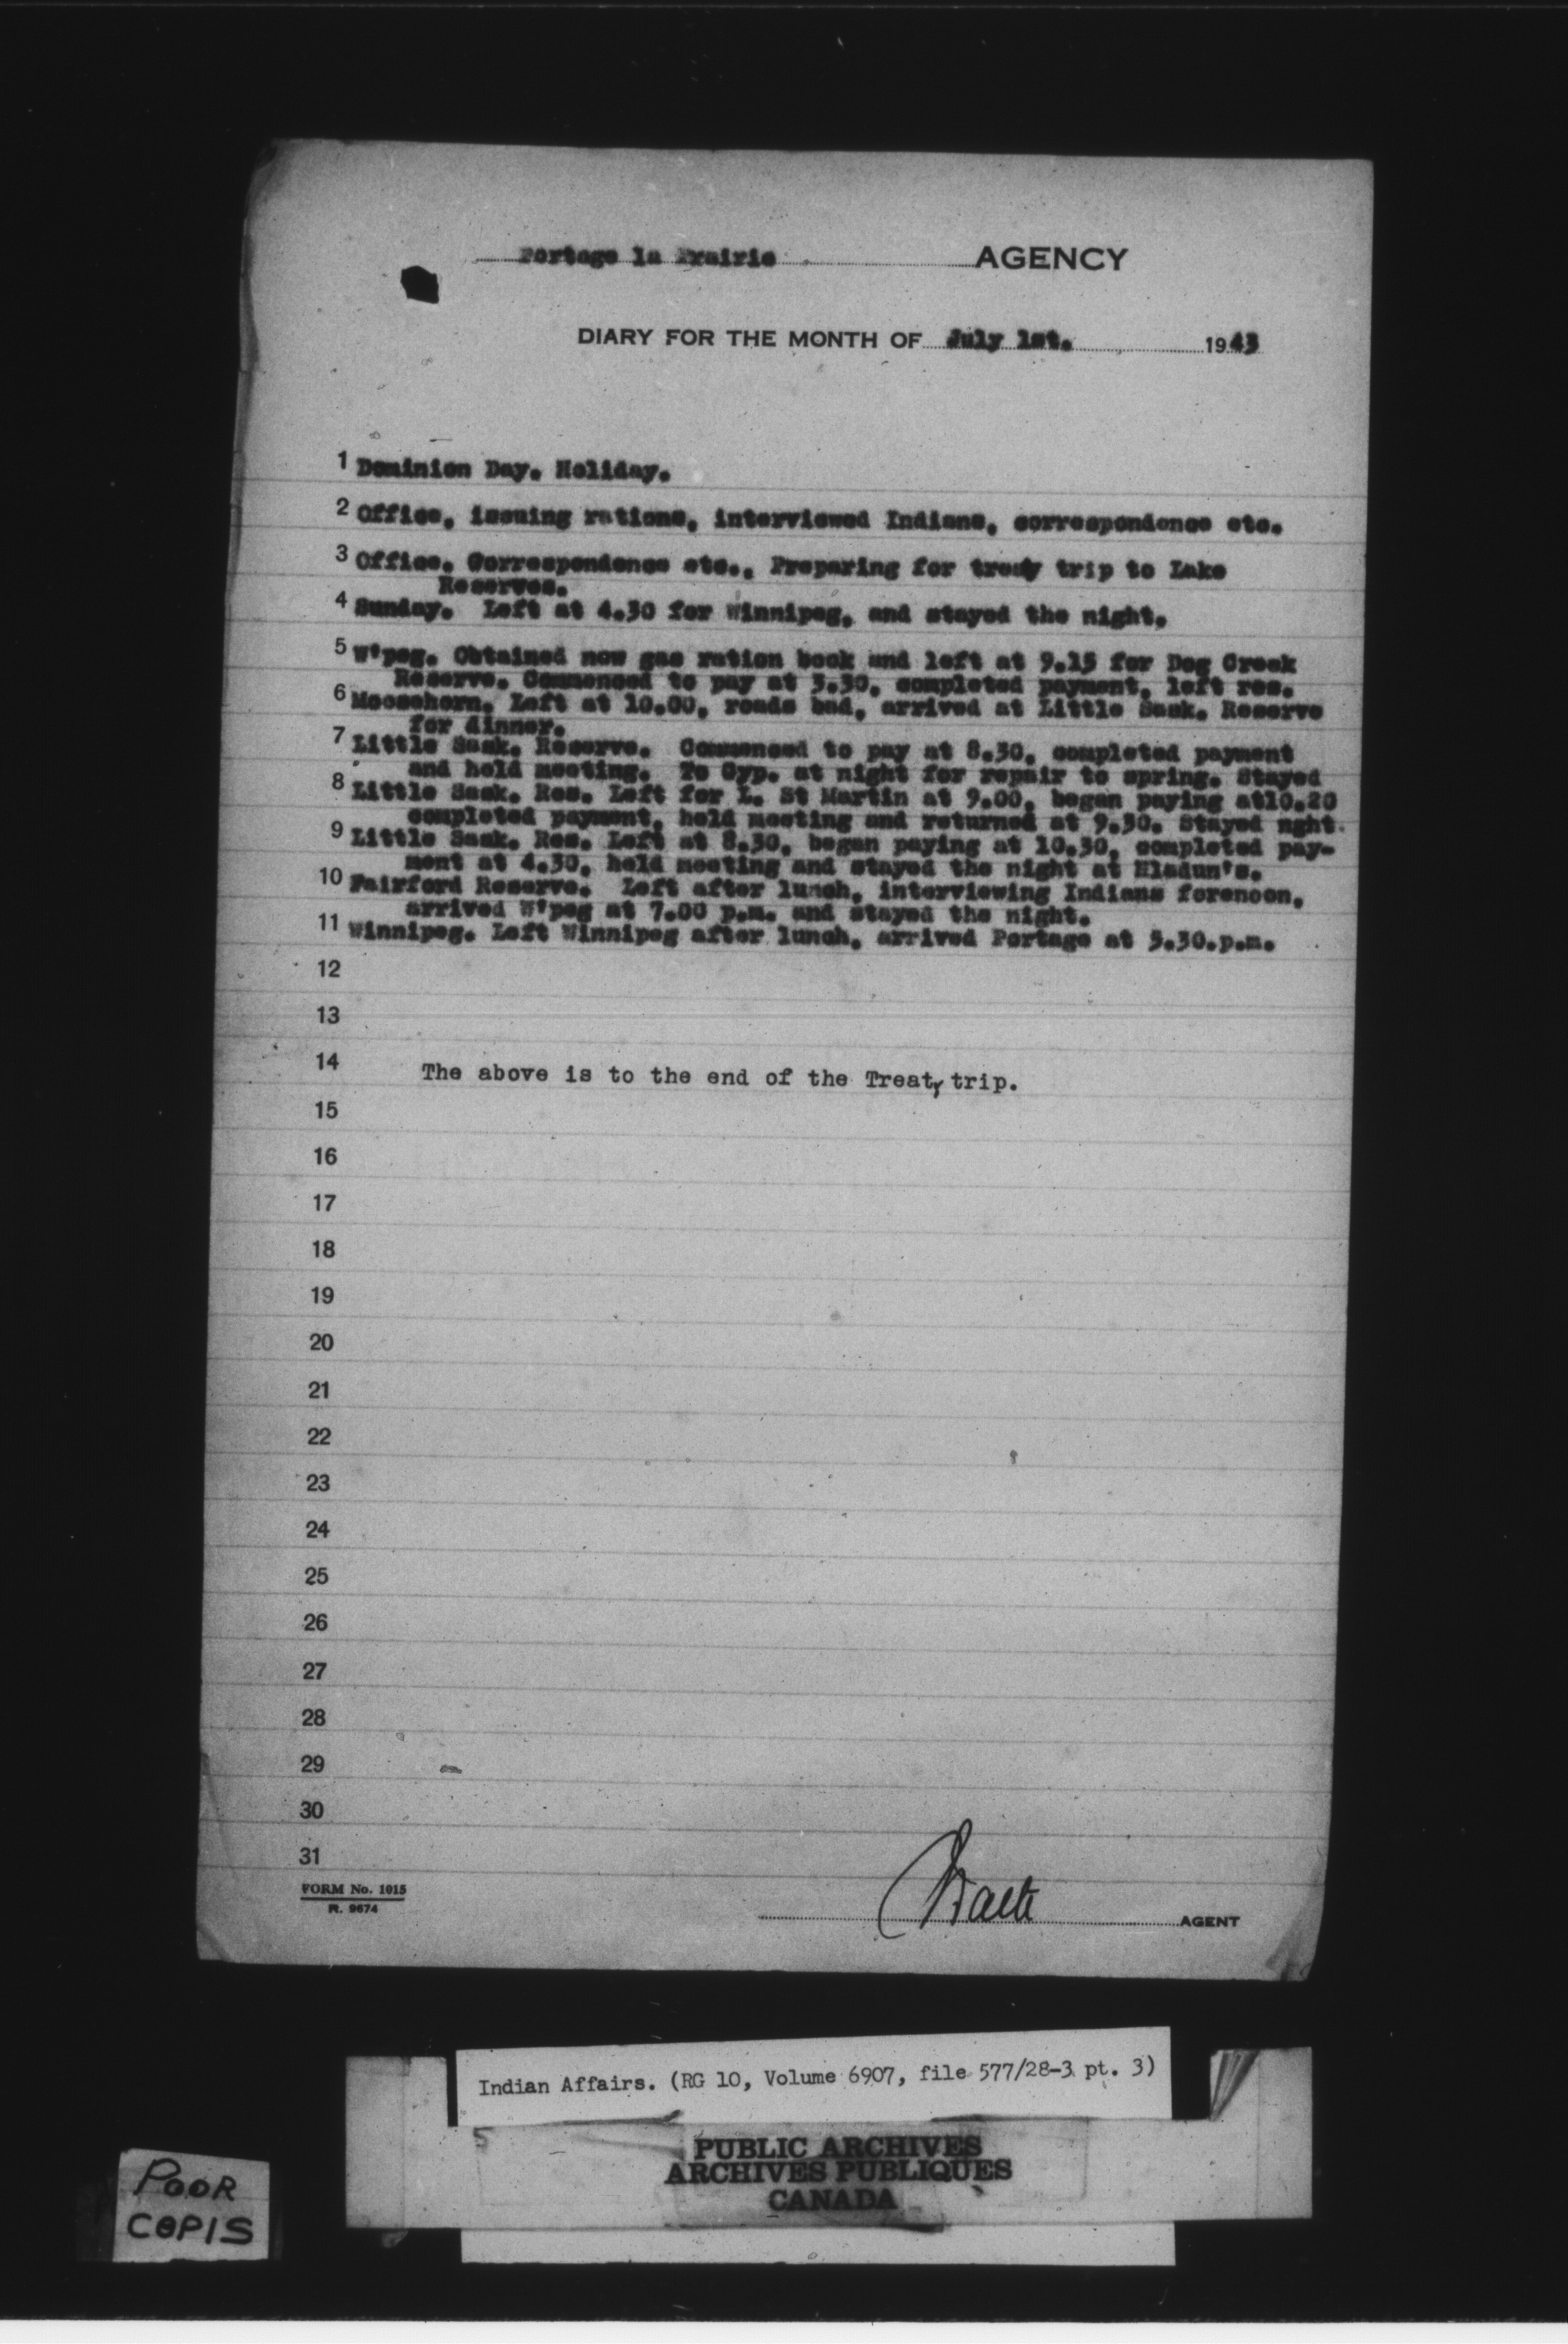 Portage la Prairie AGENCY
DIARY FOR THE MONTH OF July 1st. 1943
1 Dominion Day. Holiday.
2 Office, issuing rations, interviewed Indians, correspondence etc.
3 Office. Correspondence etc., Preparing for treaty trip to Lake
Reserves.
4 Sunday. Left at 4.30 for Winnipeg, and stayed the night.
5 W'peg. Obtained new gas ration book and left at 9.15 for Dog Creek
Reserve. Commenced to pay at 3.30, completed payment, left res.
6 Moosehorn. Left at 10.00, roads bad, arrived at Little Sask. Reserve
for dinner.
7 Little Sask. Reserve. Commenced to pay at 8.30, completed payment
and held meeting. To Gyp. at night for repair to spring. Stayed
8 Little Sask. Res. Left for L. St Martin at 9.00, began paying at10.20
completed payment, held meeting and returned at 9.30. Stayed nght.
9 Little Sask. Res. Left at 8.30, began paying at 10.30, completed pay-
ment at 4.30, held meeting and stayed the night at Eladun's.
10 Fairford Reserve. Left after lunch, interviewing Indians forenoon,
arrived W'peg at 7.00 p.m. and stayed the night.
11 Winnipeg. Left Winnipeg after lunch, arrived Portage at 5.30.p.m.
12
13
14 The above is to the end of the Treaty trip.
15
16
17
18
19
20
21
22
23
24
25
26
27
28
29
30
31
FORM No. 1015
R. 9674
AGENT
Indian Affairs. (RG 10, Volume 6907, file 577/28-3 pt. 3)
5
PUBLIC ARCHIVES
ARCHIVES PUBLIQUES
CANADA
POOR
COPIS